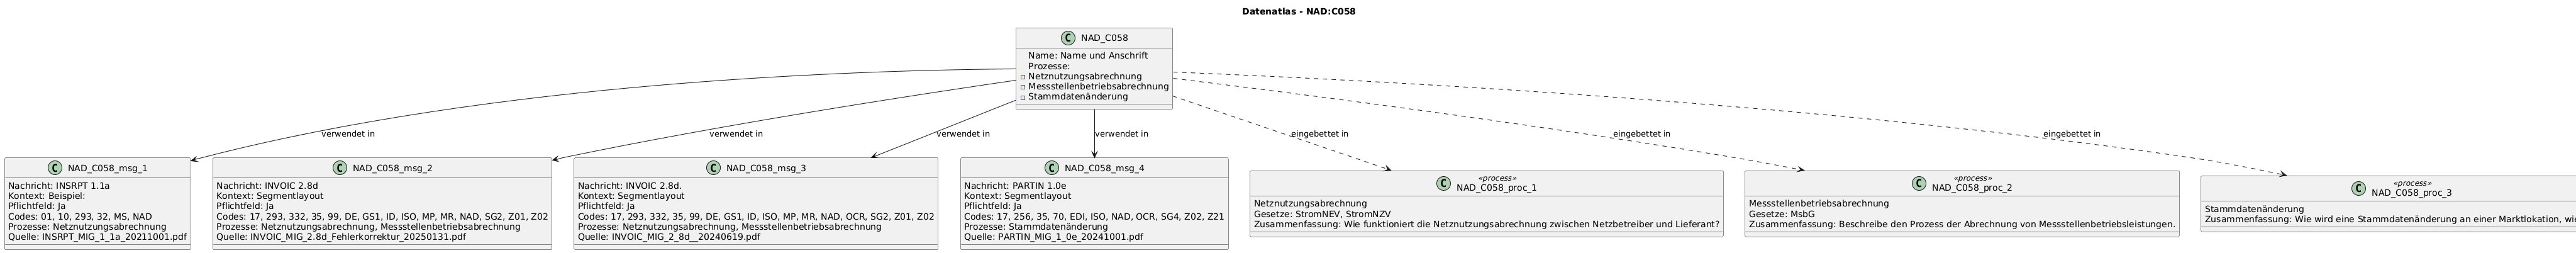 Datenatlas - NAD:C058
C NAD_C058
Name: Name und Anschrift
Prozesse:
Netznutzungsabrechnung
Messstellenbetriebsabrechnung
Stammdatenänderung
verwendet in
verwendet in
verwendet in
verwendet in
eingebettet in
eingebettet in
eingebettet in
C NAD_C058_msg_1
Nachricht: INSRPT 1.1a
Kontext: Beispiel:
Pflichtfeld: Ja
Codes: 01, 10, 293, 32, MS, NAD
Prozesse: Netznutzungsabrechnung
Quelle: INSRPT_MIG_1_1a_20211001.pdf
C NAD_C058_msg_2
Nachricht: INVOIC 2.8d
Kontext: Segmentlayout
Pflichtfeld: Ja
Codes: 17, 293, 332, 35, 99, DE, GS1, ID, ISO, MP, MR, NAD, SG2, Z01, Z02
Prozesse: Netznutzungsabrechnung, Messstellenbetriebsabrechnung
Quelle: INVOIC_MIG_2.8d_Fehlerkorrektur_20250131.pdf
C NAD_C058_msg_3
Nachricht: INVOIC 2.8d.
Kontext: Segmentlayout
Pflichtfeld: Ja
Codes: 17, 293, 332, 35, 99, DE, GS1, ID, ISO, MP, MR, NAD, OCR, SG2, Z01, Z02
Prozesse: Netznutzungsabrechnung, Messstellenbetriebsabrechnung
Quelle: INVOIC_MIG_2_8d__20240619.pdf
C NAD_C058_msg_4
Nachricht: PARTIN 1.0e
Kontext: Segmentlayout
Pflichtfeld: Ja
Codes: 17, 256, 35, 70, EDI, ISO, NAD, OCR, SG4, Z02, Z21
Prozesse: Stammdatenänderung
Quelle: PARTIN_MIG_1_0e_20241001.pdf
C «process»
NAD_C058_proc_1
Netznutzungsabrechnung
Gesetze: StromNEV, StromNZV
Zusammenfassung: Wie funktioniert die Netznutzungsabrechnung zwischen Netzbetreiber und Lieferant?
C «process»
NAD_C058_proc_2
Messstellenbetriebsabrechnung
Gesetze: MsbG
Zusammenfassung: Beschreibe den Prozess der Abrechnung von Messstellenbetriebsleistungen.
C «process»
NAD_C058_proc_3
Stammdatenänderung
Zusammenfassung: Wie wird eine Stammdatenänderung an einer Marktlokation,